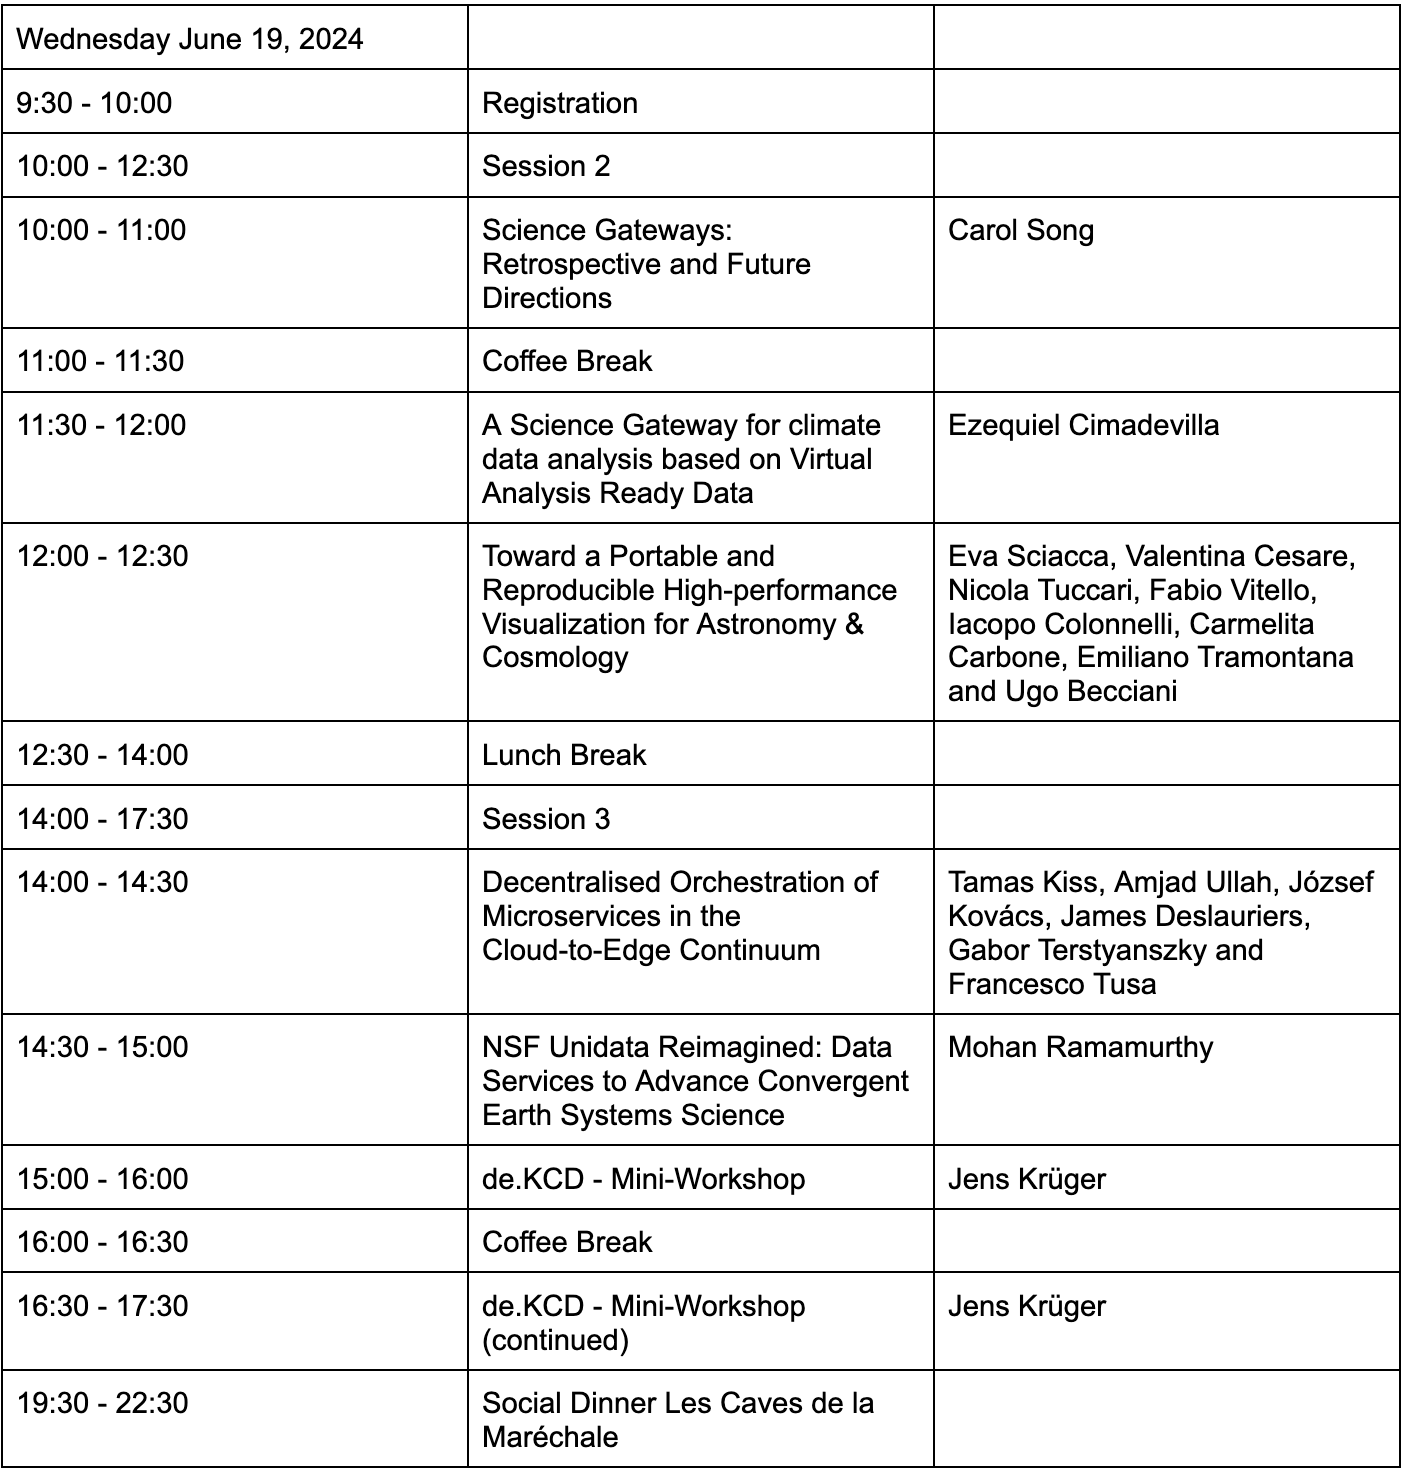 Wednesday June 19, 2024
9:30 - 10:00
Registration
10:00 - 12:30
Session 2
10:00 - 11:00
Science Gateways:
Retrospective and Future
Directions
Carol Song
11:00 - 11:30
Coffee Break
11:30 - 12:00
A Science Gateway for climate
data analysis based on Virtual
Analysis Ready Data
Ezequiel Cimadevilla
12:00 - 12:30
Toward a Portable and
Reproducible High-performance
Visualization for Astronomy &
Cosmology
Eva Sciacca, Valentina Cesare,
Nicola Tuccari, Fabio Vitello,
Iacopo Colonnelli, Carmelita
Carbone, Emiliano Tramontana
and Ugo Becciani
12:30 - 14:00
Lunch Break
14:00 - 17:30
Session 3
14:00 - 14:30
Decentralised Orchestration of
Microservices in the
Cloud-to-Edge Continuum
Tamas Kiss, Amjad Ullah, József
Kovács, James Deslauriers,
Gabor Terstyanszky and
Francesco Tusa
14:30 - 15:00
NSF Unidata Reimagined: Data
Services to Advance Convergent
Earth Systems Science
Mohan Ramamurthy
15:00 - 16:00
de.KCD - Mini-Workshop
Jens Krüger
16:00 - 16:30
Coffee Break
16:30 - 17:30
de.KCD - Mini-Workshop
(continued)
Jens Krüger
19:30 - 22:30
Social Dinner Les Caves de la
Maréchale